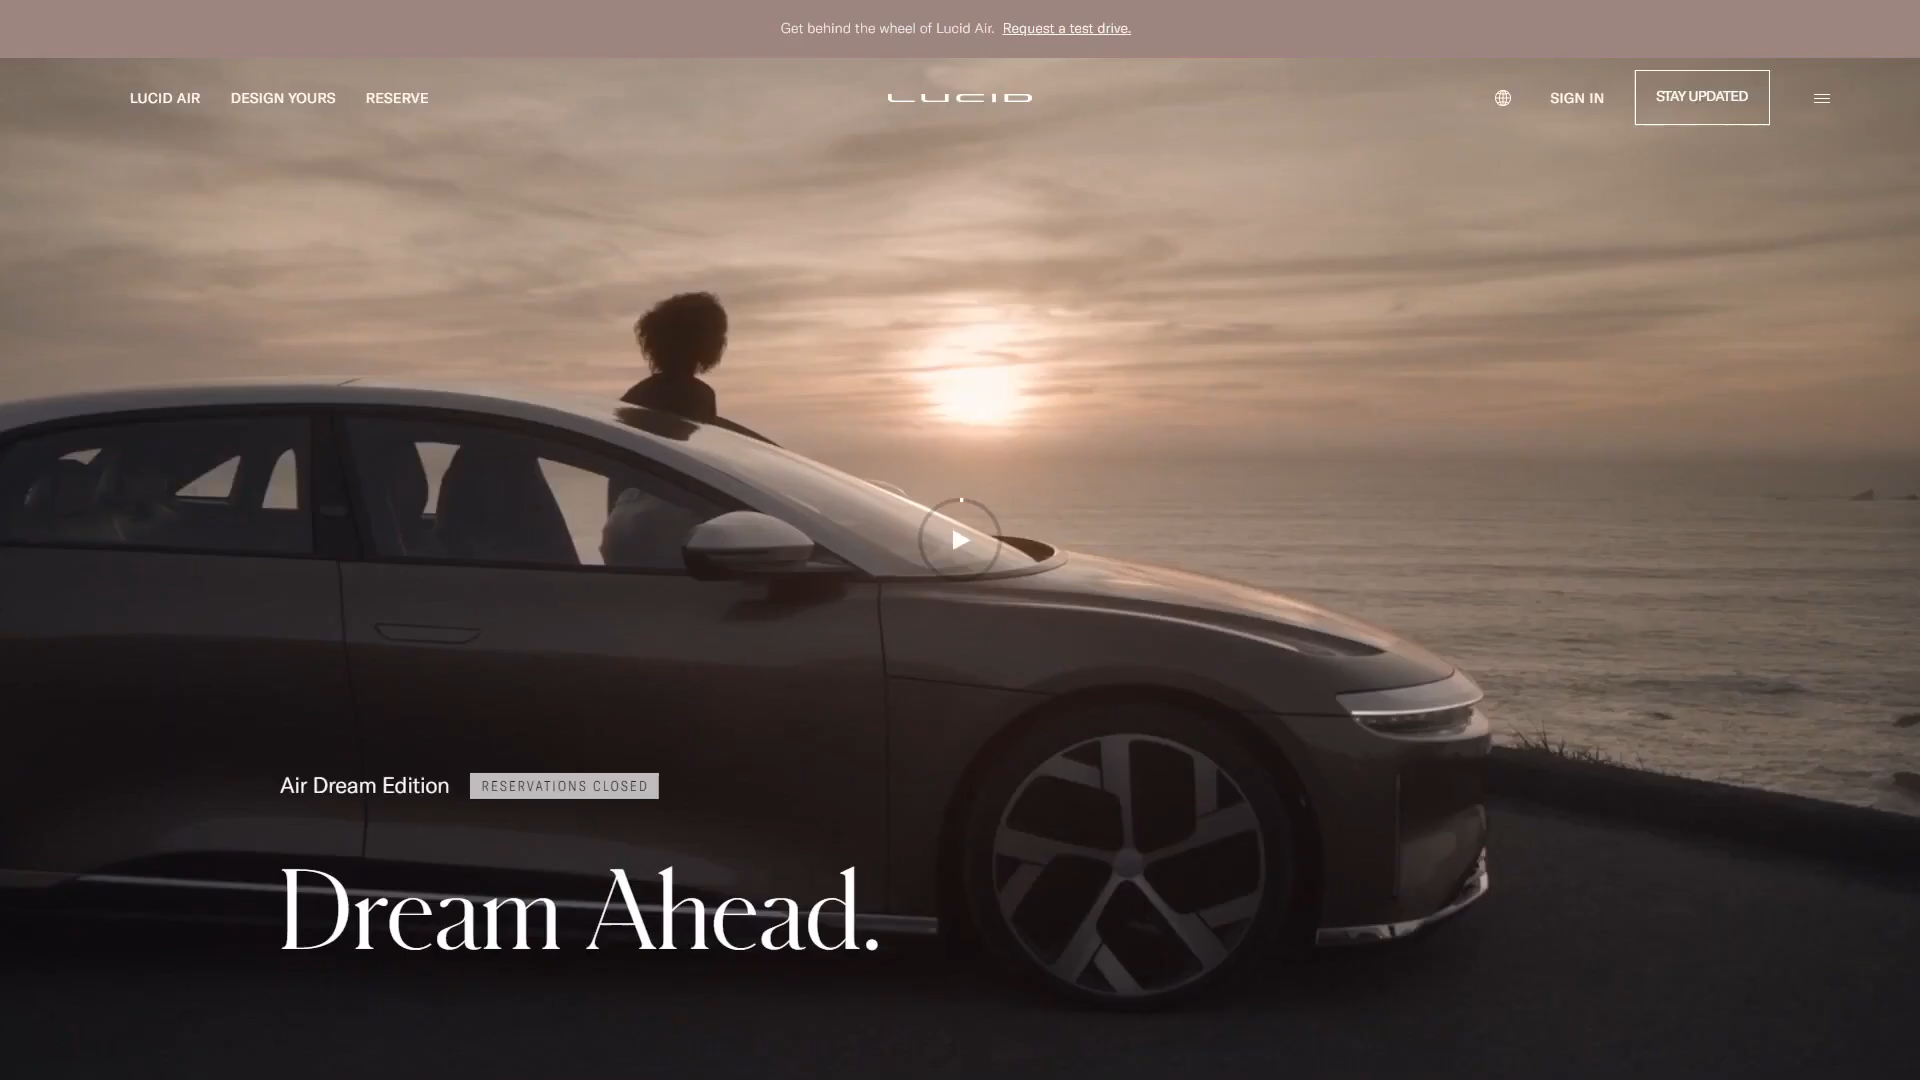 Get behind the wheel of Lucid Air. Request a test drive.
LUCID AIR DESIGN YOURS RESERVE LUCID SIGN IN STAY UPDATED
Air Dream Edition RESERVATIONS CLOSED
Dream Ahead.